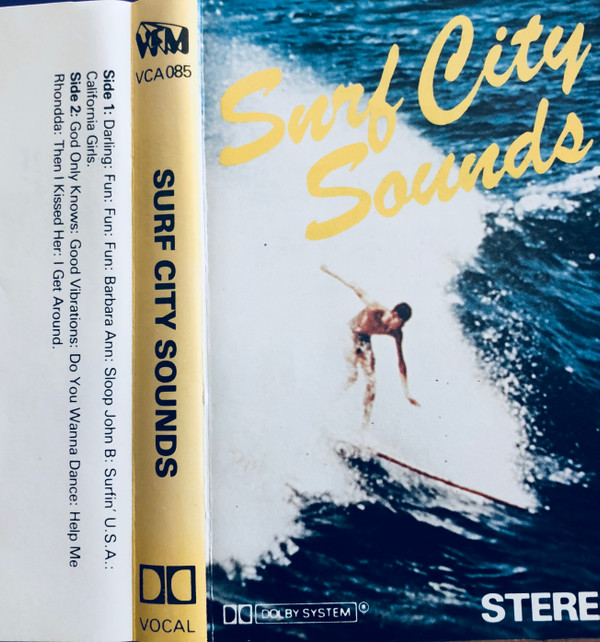 Side 1: Darling: Fun: Fun: Fun: Barbara Ann: Sloop John B: Surfin' U.S.A.:
California Girls.
Side 2: God Only Knows: Good Vibrations: Do You Wanna Dance: Help Me
Rhondda: Then I Kissed Her: I Get Around.
VFM
VCA 085
SURF CITY SOUNDS
VOCAL
Surf City
Sounds
DOLBY SYSTEM®
STERE